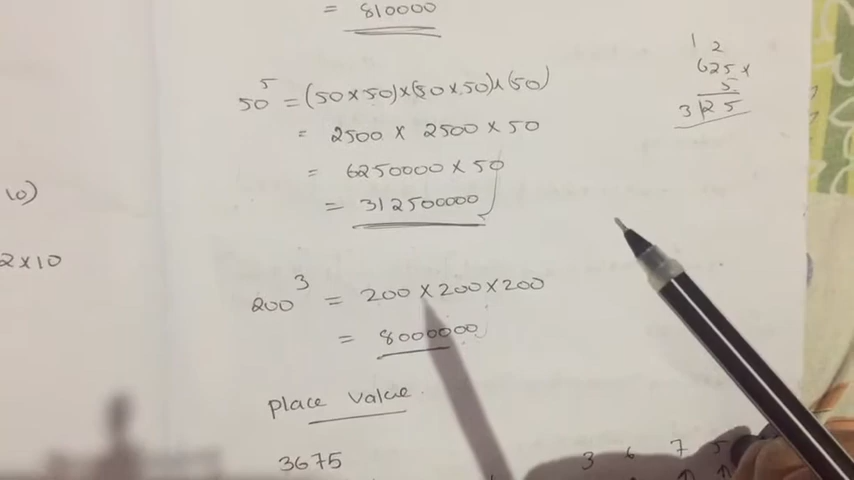 = 810000
50⁵ = (50×50)×(50×50)×(50)
= 2500 × 2500 × 50
= 6250000 × 50
= 312500000
1 2
625 ×
5
3125
10)
2×10
200³ = 200×200×200
= 8000000
Place Value
3675
3 6 7 5